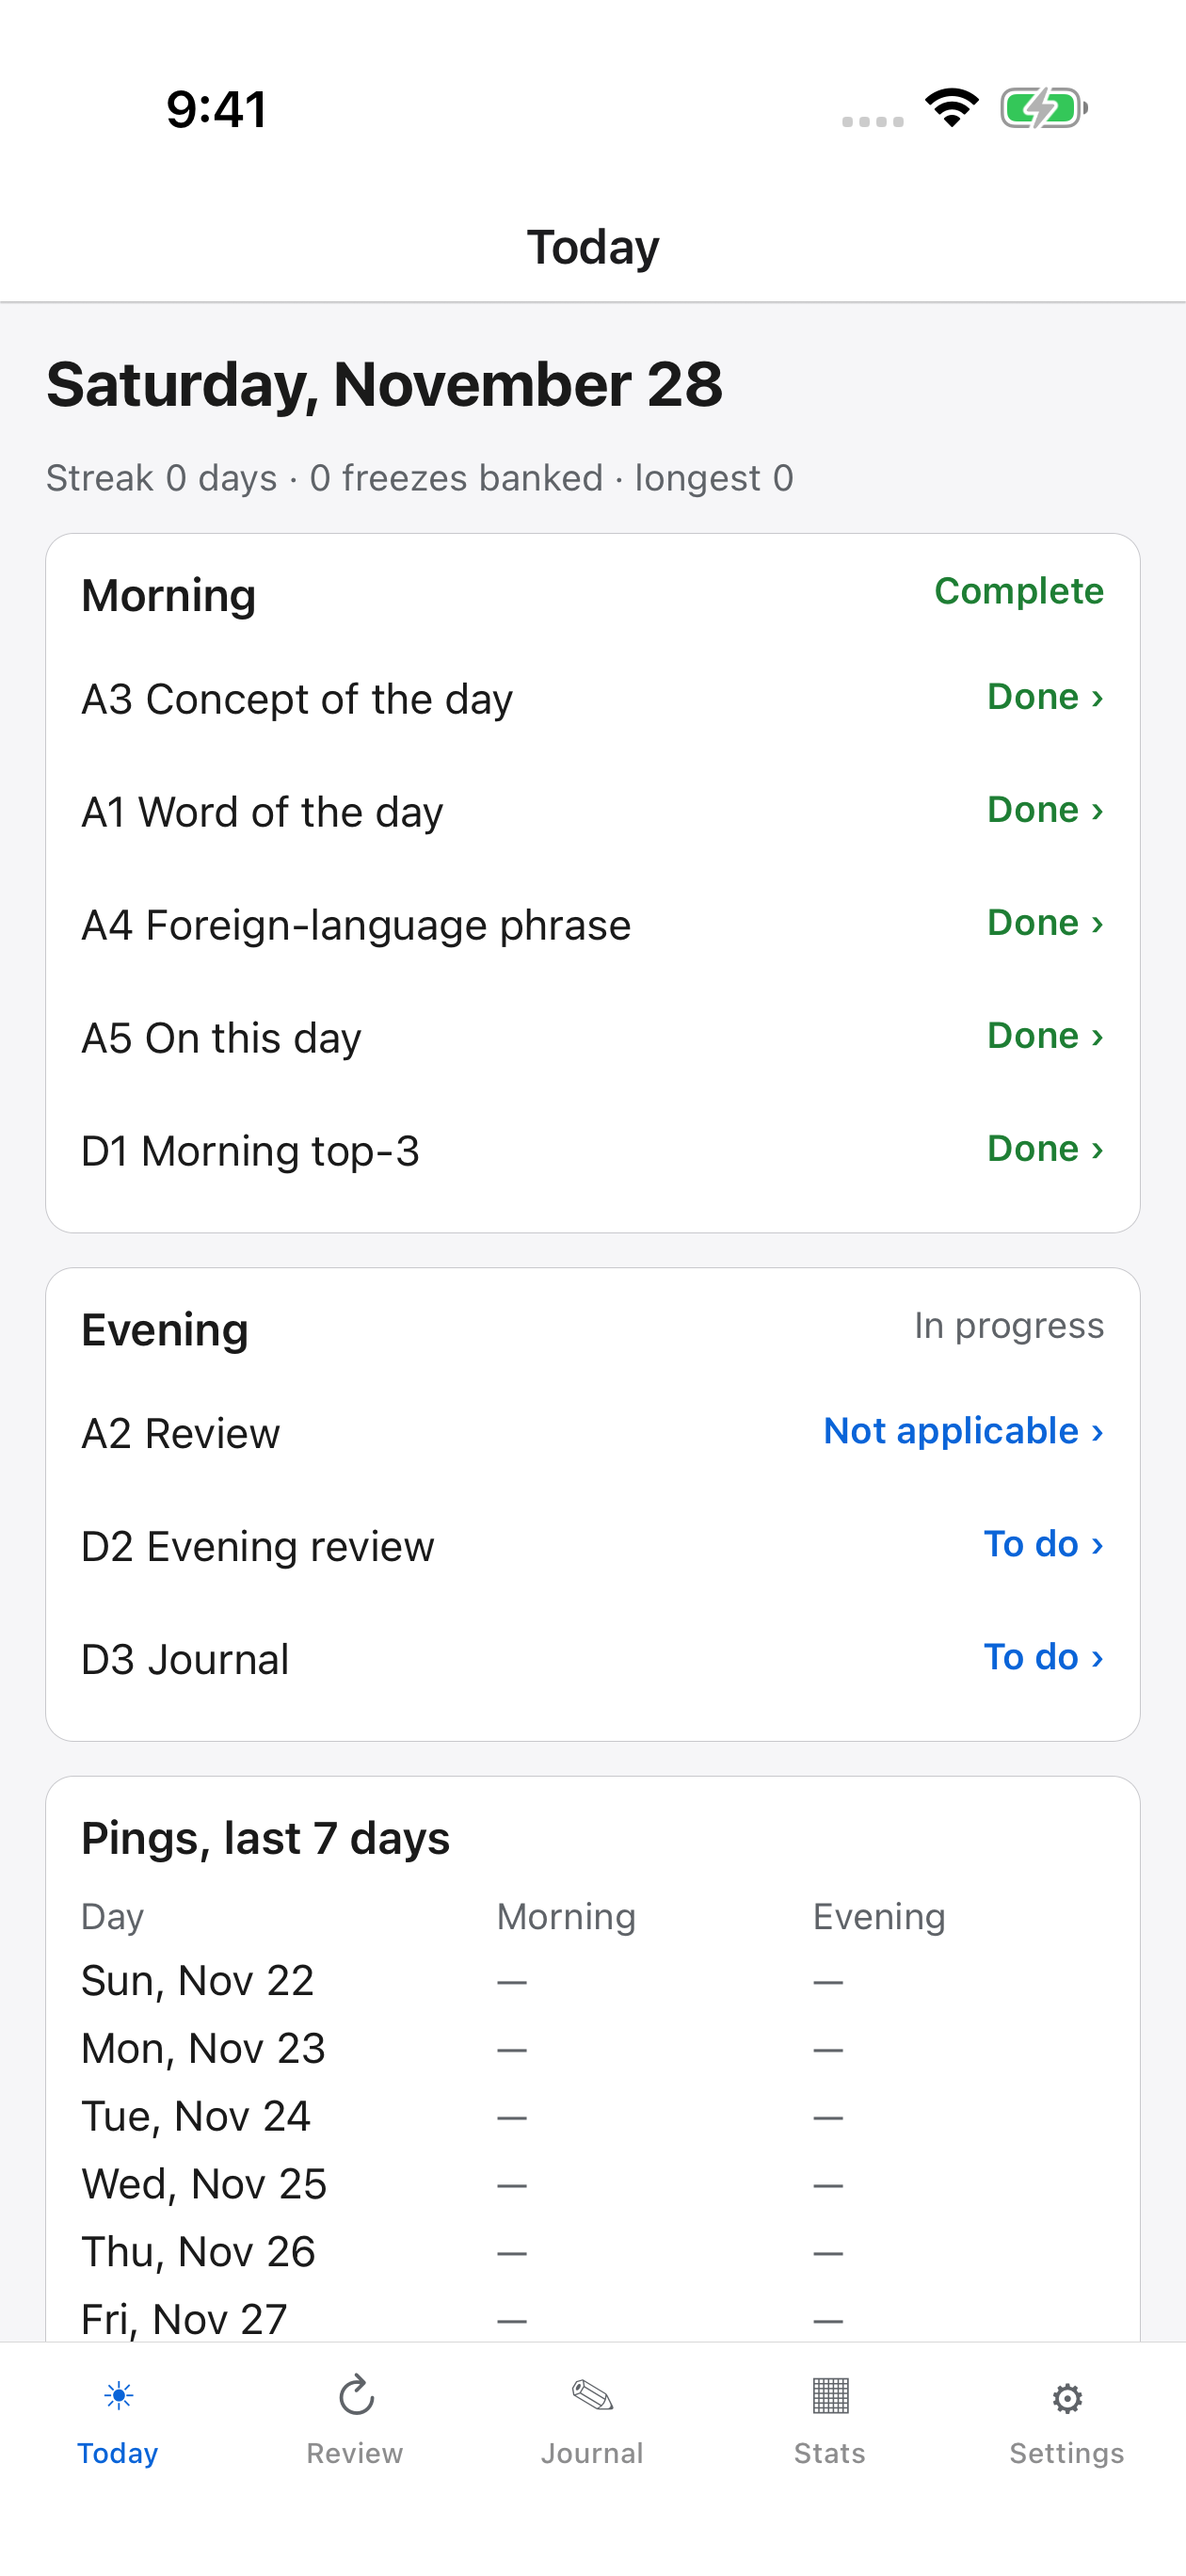 9:41
Today
Saturday, November 28
Streak 0 days · 0 freezes banked · longest 0
Morning Complete
A3 Concept of the day Done ›
A1 Word of the day Done ›
A4 Foreign-language phrase Done ›
A5 On this day Done ›
D1 Morning top-3 Done ›
Evening In progress
A2 Review Not applicable ›
D2 Evening review To do ›
D3 Journal To do ›
Pings, last 7 days
Day Morning Evening
Sun, Nov 22 — —
Mon, Nov 23 — —
Tue, Nov 24 — —
Wed, Nov 25 — —
Thu, Nov 26 — —
Fri, Nov 27 — —
Today Review Journal Stats Settings